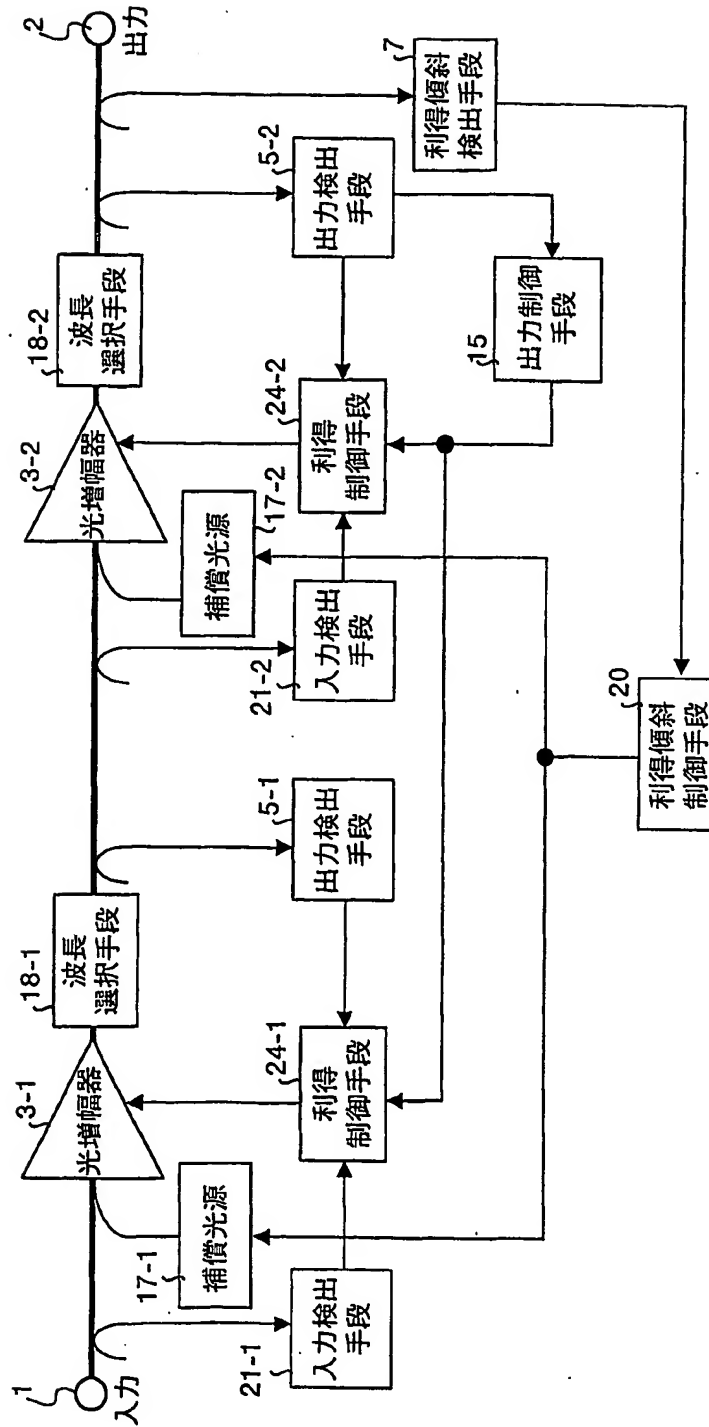 1
入力
21-1
入力検出
手段
17-1
補償光源
3-1
光増幅器
24-1
利得
制御手段
18-1
波長
選択手段
5-1
出力検出
手段
21-2
入力検出
手段
17-2
補償光源
3-2
光増幅器
24-2
利得
制御手段
18-2
波長
選択手段
5-2
出力検出
手段
15
出力制御
手段
20
利得傾斜
制御手段
7
利得傾斜
検出手段
2
出力